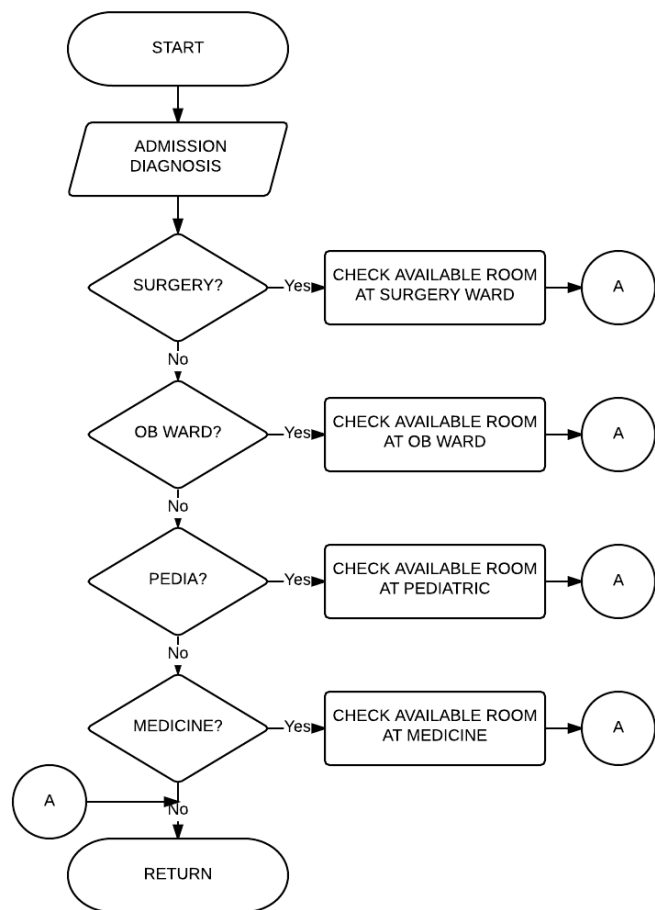 START
ADMISSION
DIAGNOSIS
SURGERY?
Yes
CHECK AVAILABLE ROOM
AT SURGERY WARD
A
No
OB WARD?
Yes
CHECK AVAILABLE ROOM
AT OB WARD
A
No
PEDIA?
Yes
CHECK AVAILABLE ROOM
AT PEDIATRIC
A
No
MEDICINE?
Yes
CHECK AVAILABLE ROOM
AT MEDICINE
A
A
No
RETURN